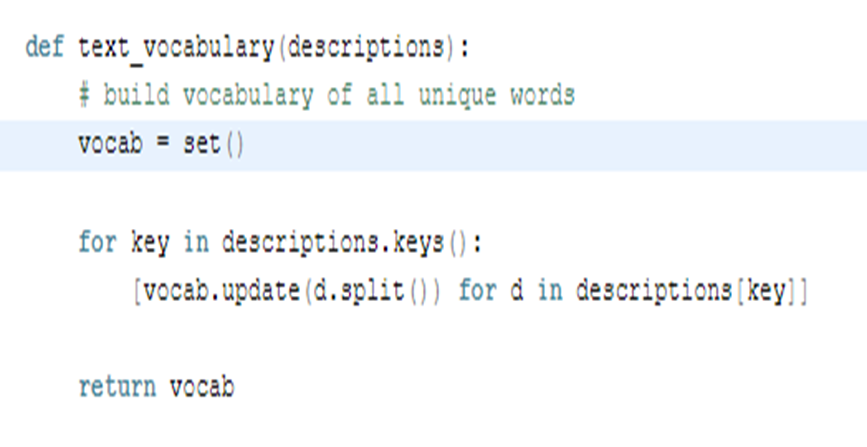 def text_vocabulary(descriptions):
# build vocabulary of all unique words
vocab = set()
for key in descriptions.keys():
[vocab.update(d.split()) for d in descriptions[key]]
return vocab